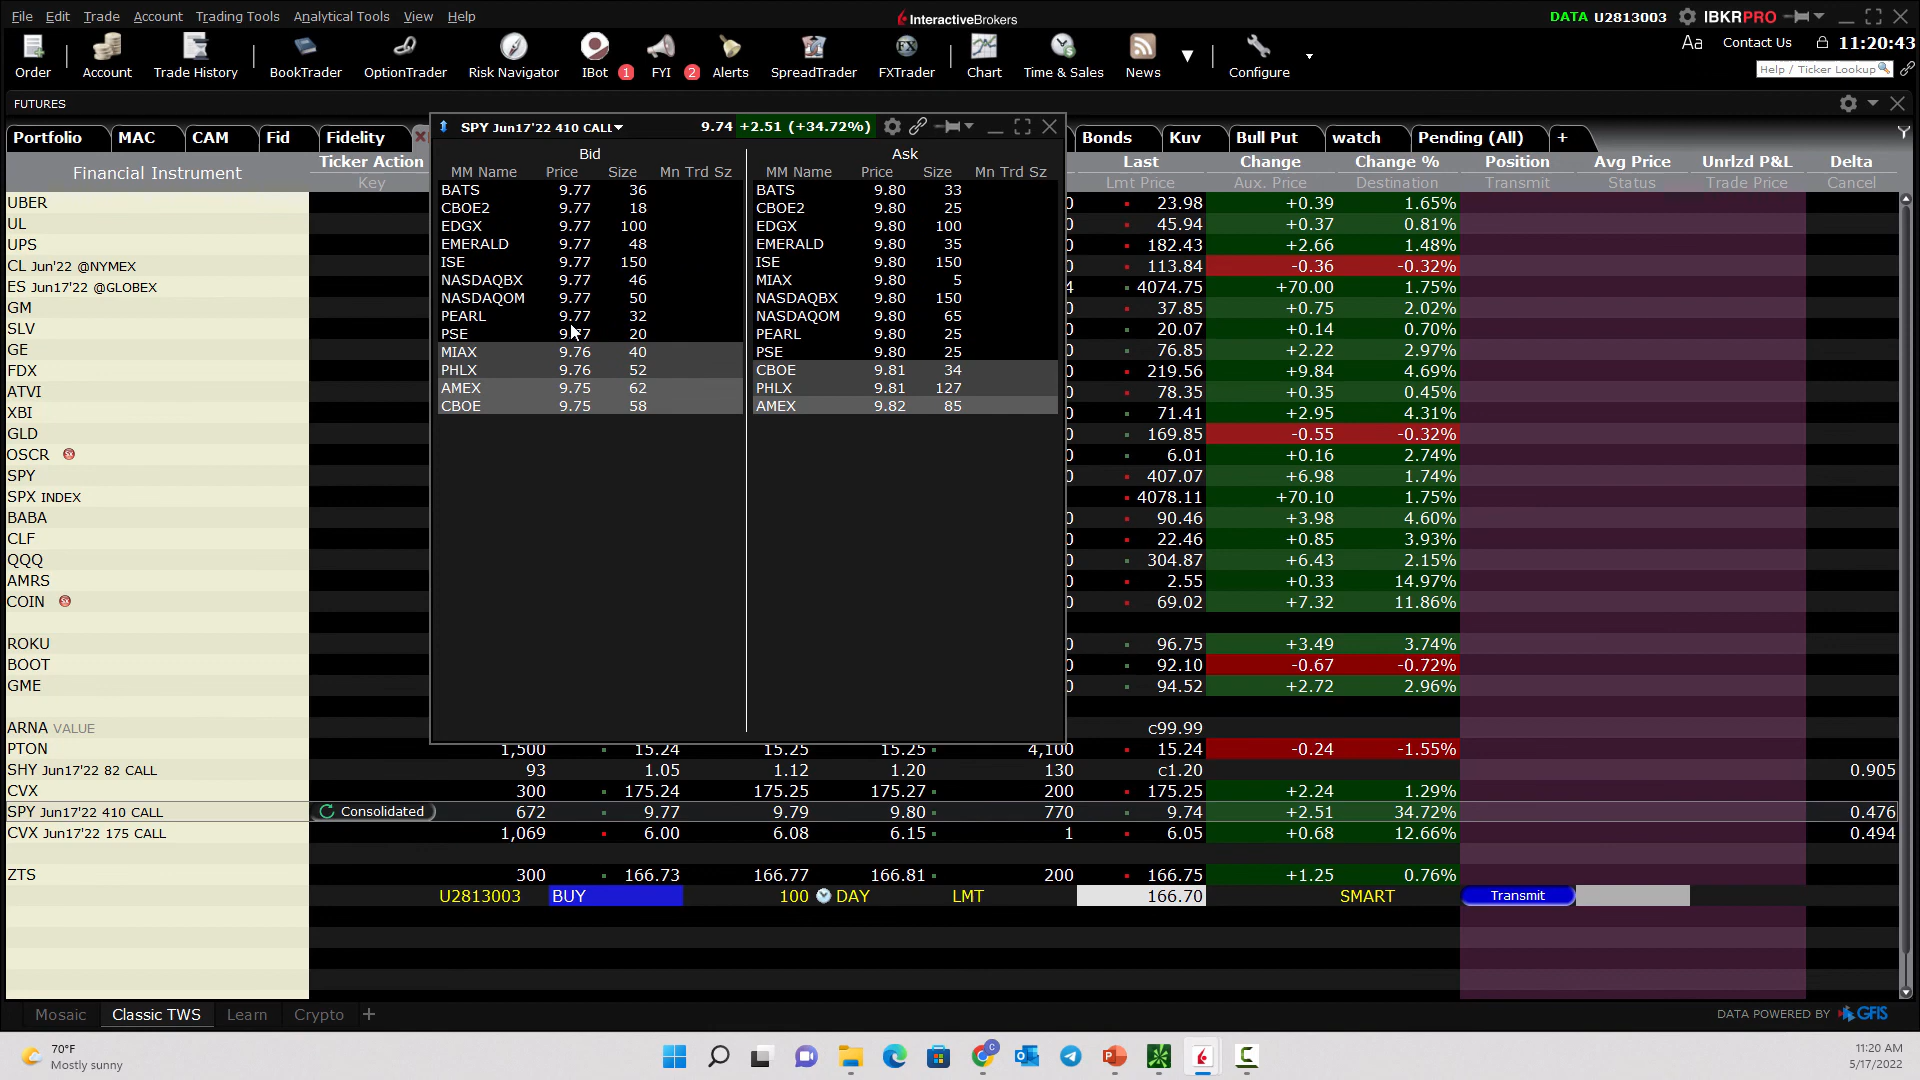 File Edit Trade Account Trading Tools Analytical Tools View Help
InteractiveBrokers
DATA U2813003 IBKRPRO
Order Account Trade History BookTrader OptionTrader Risk Navigator IBot 1 FYI 2 Alerts SpreadTrader FXTrader Chart Time & Sales News Configure
Aa Contact Us 11:20:43
Help / Ticker Lookup
FUTURES
Portfolio MAC CAM Fid Fidelity Bonds Kuv Bull Put watch Pending (All) +
SPY Jun17'22 410 CALL 9.74 +2.51 (+34.72%)
Financial Instrument Ticker Action Last Change Change % Position Avg Price Unrlzd P&L Delta
Key Lmt Price Aux. Price Destination Transmit Status Trade Price Cancel
Bid Ask
MM Name Price Size Mn Trd Sz MM Name Price Size Mn Trd Sz
BATS 9.77 36 BATS 9.80 33
CBOE2 9.77 18 CBOE2 9.80 25
EDGX 9.77 100 EDGX 9.80 100
EMERALD 9.77 48 EMERALD 9.80 35
ISE 9.77 150 ISE 9.80 150
NASDAQBX 9.77 46 MIAX 9.80 5
NASDAQOM 9.77 50 NASDAQBX 9.80 150
PEARL 9.77 32 NASDAQOM 9.80 65
PSE 20 PEARL 9.80 25
MIAX 9.76 40 PSE 9.80 25
PHLX 9.76 52 CBOE 9.81 34
AMEX 9.75 62 PHLX 9.81 127
CBOE 9.75 58 AMEX 9.82 85
UBER 23.98 +0.39 1.65%
UL 45.94 +0.37 0.81%
UPS 182.43 +2.66 1.48%
CL Jun'22 @NYMEX 113.84 -0.36 -0.32%
ES Jun17'22 @GLOBEX 4074.75 +70.00 1.75%
GM 37.85 +0.75 2.02%
SLV 20.07 +0.14 0.70%
GE 76.85 +2.22 2.97%
FDX 219.56 +9.84 4.69%
ATVI 78.35 +0.35 0.45%
XBI 71.41 +2.95 4.31%
GLD 169.85 -0.55 -0.32%
OSCR 6.01 +0.16 2.74%
SPY 407.07 +6.98 1.74%
SPX INDEX 4078.11 +70.10 1.75%
BABA 90.46 +3.98 4.60%
CLF 22.46 +0.85 3.93%
QQQ 304.87 +6.43 2.15%
AMRS 2.55 +0.33 14.97%
COIN 69.02 +7.32 11.86%
ROKU 96.75 +3.49 3.74%
BOOT 92.10 -0.67 -0.72%
GME 94.52 +2.72 2.96%
ARNA VALUE c99.99
PTON 1,500 15.24 15.25 15.25 4,100 15.24 -0.24 -1.55%
SHY Jun17'22 82 CALL 93 1.05 1.12 1.20 130 c1.20 0.905
CVX 300 175.24 175.25 175.27 200 175.25 +2.24 1.29%
SPY Jun17'22 410 CALL Consolidated 672 9.77 9.79 9.80 770 9.74 +2.51 34.72% 0.476
CVX Jun17'22 175 CALL 1,069 6.00 6.08 6.15 1 6.05 +0.68 12.66% 0.494
ZTS 300 166.73 166.77 166.81 200 166.75 +1.25 0.76%
U2813003 BUY 100 DAY LMT 166.70 SMART Transmit
Mosaic Classic TWS Learn Crypto +
DATA POWERED BY GFIS
70°F
Mostly sunny
11:20 AM
5/17/2022